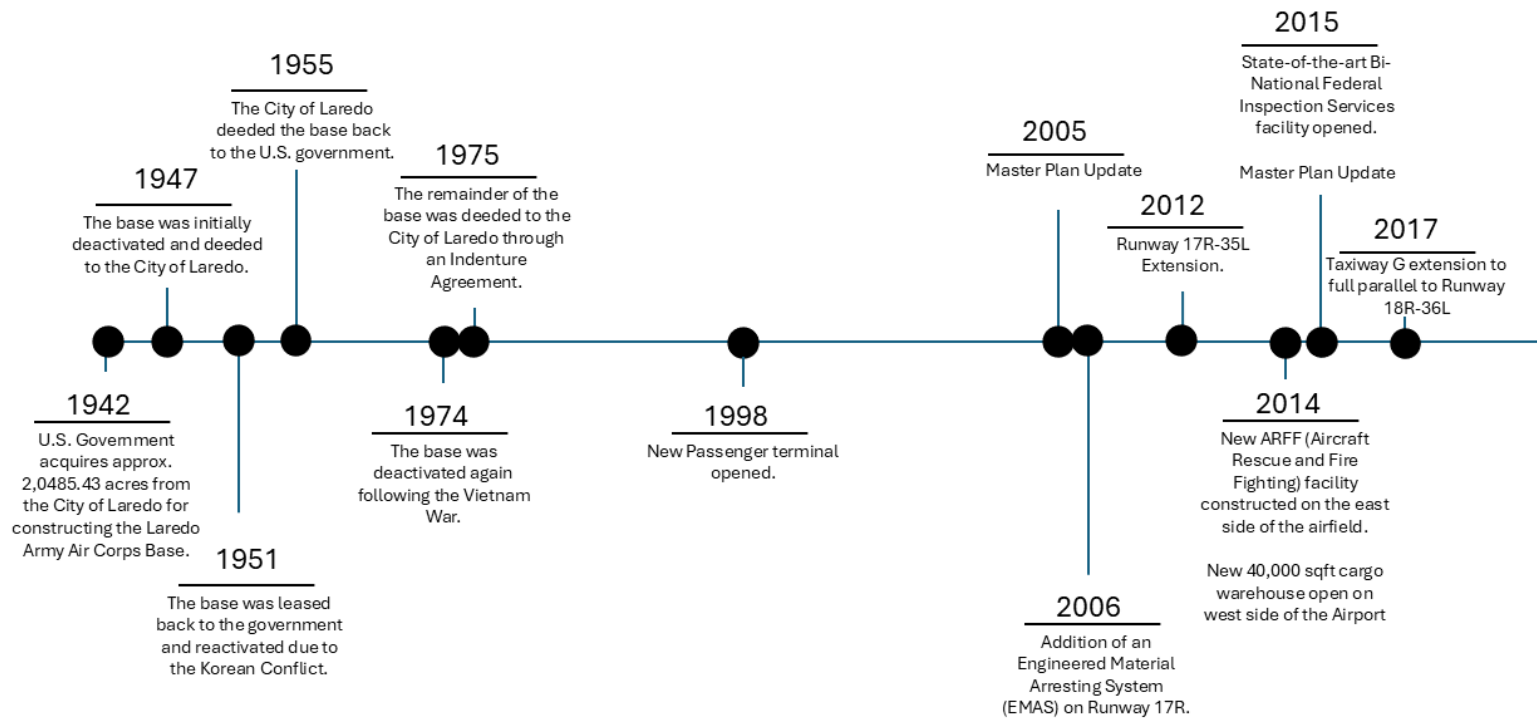 1942
U.S. Government
acquires approx.
2,0485.43 acres from
the City of Laredo for
constructing the Laredo
Army Air Corps Base.
1947
The base was initially
deactivated and deeded
to the City of Laredo.
1951
The base was leased
back to the government
and reactivated due to
the Korean Conflict.
1955
The City of Laredo
deeded the base back
to the U.S. government.
1974
The base was
deactivated again
following the Vietnam
War.
1975
The remainder of the
base was deeded to the
City of Laredo through
an Indenture
Agreement.
1998
New Passenger terminal
opened.
2005
Master Plan Update
2006
Addition of an
Engineered Material
Arresting System
(EMAS) on Runway 17R.
2012
Runway 17R-35L
Extension.
2014
New ARFF (Aircraft
Rescue and Fire
Fighting) facility
constructed on the east
side of the airfield.
New 40,000 sqft cargo
warehouse open on
west side of the Airport
2015
State-of-the-art Bi-
National Federal
Inspection Services
facility opened.
Master Plan Update
2017
Taxiway G extension to
full parallel to Runway
18R-36L